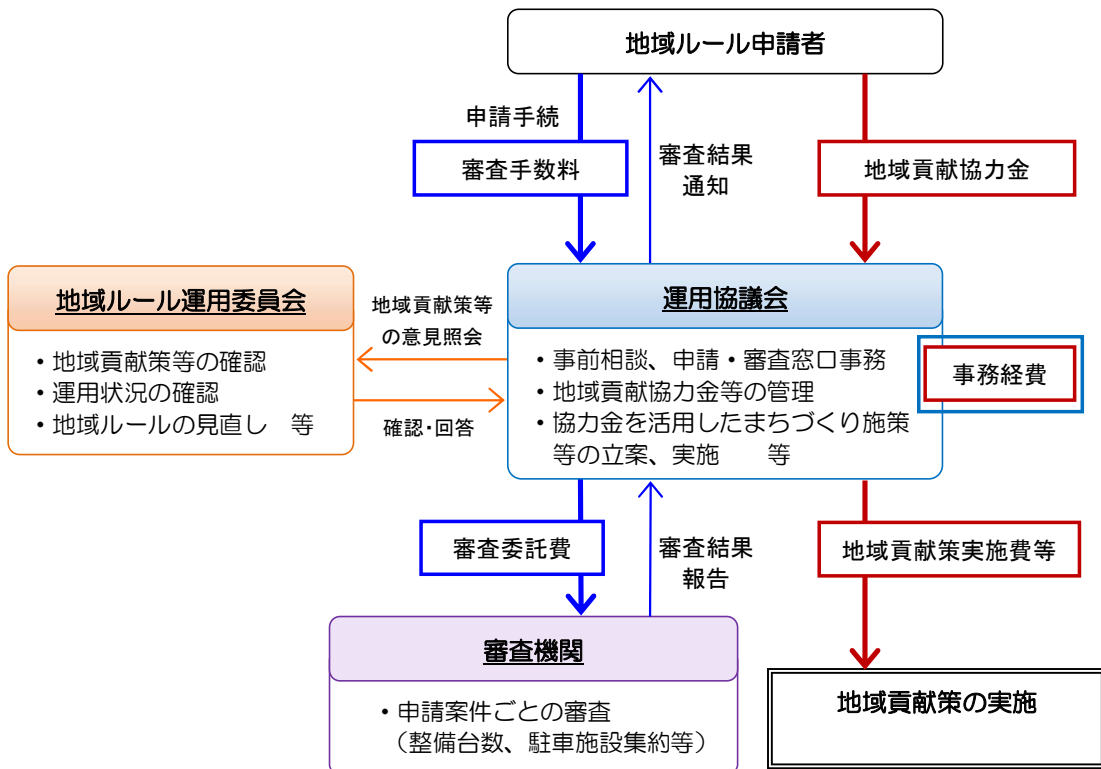 地域ルール申請者
申請手続
審査手数料
審査結果
通知
地域貢献協力金
地域ルール運用委員会
・地域貢献策等の確認
・運用状況の確認
・地域ルールの見直し　等
地域貢献策等
の意見照会
確認・回答
運用協議会
・事前相談、申請・審査窓口事務
・地域貢献協力金等の管理
・協力金を活用したまちづくり施策
等の立案、実施　　等
事務経費
審査委託費
審査結果
報告
地域貢献策実施費等
審査機関
・申請案件ごとの審査
（整備台数、駐車施設集約等）
地域貢献策の実施